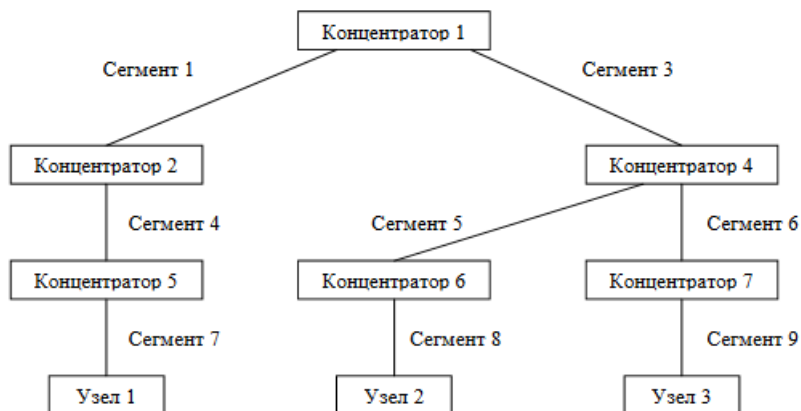 Концентратор 1
Сегмент 1
Сегмент 3
Концентратор 2
Концентратор 4
Сегмент 4
Сегмент 5
Сегмент 6
Концентратор 5
Концентратор 6
Концентратор 7
Сегмент 7
Сегмент 8
Сегмент 9
Узел 1
Узел 2
Узел 3